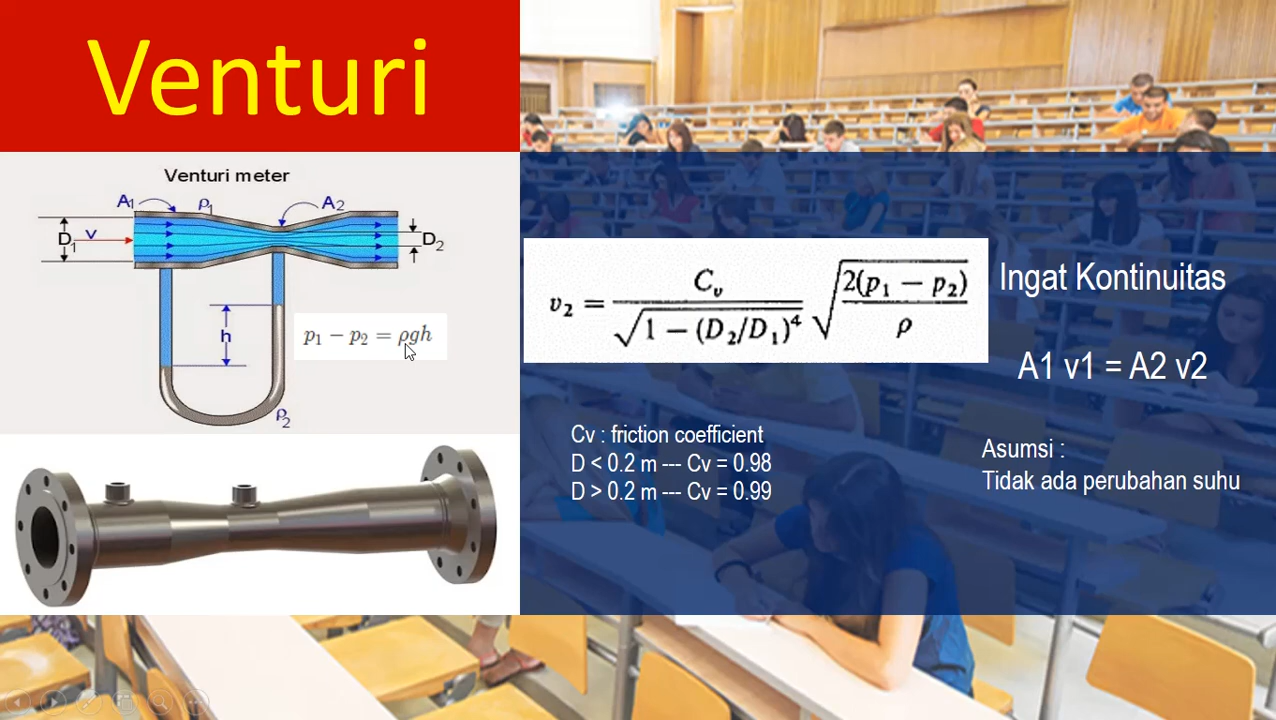 Venturi
Venturi meter
A₁ ρ₁ A₂
D₁ v D₂
h
p₁ − p₂ = ρgh
ρ₂
v₂ = C_v / √(1 − (D₂/D₁)⁴) √(2(p₁ − p₂) / ρ)
Ingat Kontinuitas
A1 v1 = A2 v2
Cv : friction coefficient
D < 0.2 m --- Cv = 0.98
D > 0.2 m --- Cv = 0.99
Asumsi :
Tidak ada perubahan suhu